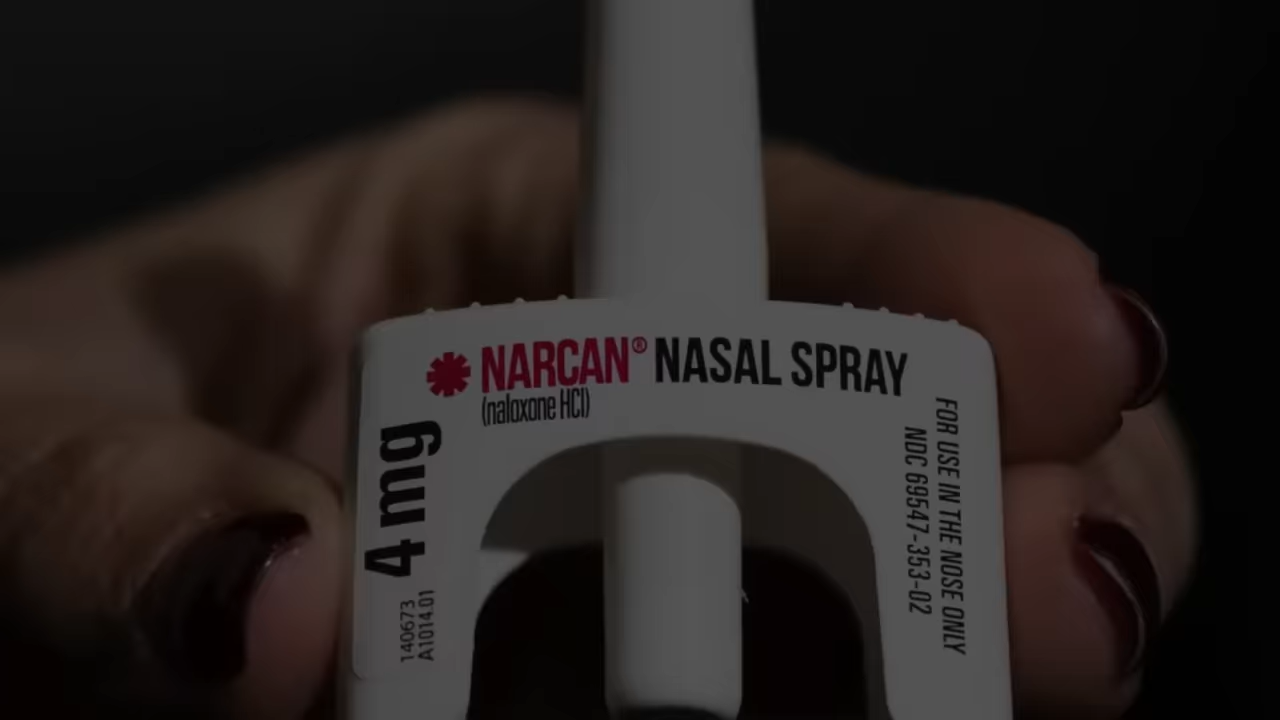 NARCAN® NASAL SPRAY
(naloxone HCl)
4 mg
140673
A1014.01
FOR USE IN THE NOSE ONLY
NDC 69547-353-02